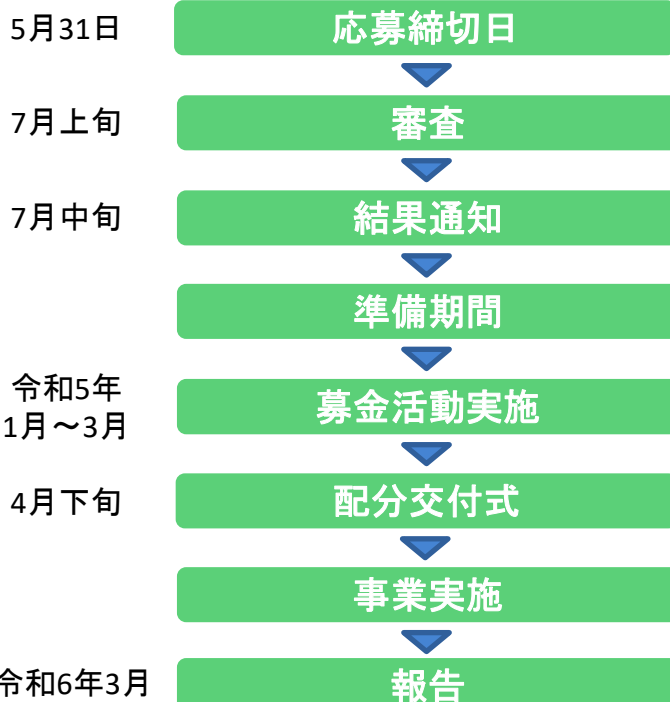 5月31日
応募締切日
7月上旬
審査
7月中旬
結果通知
準備期間
令和5年
1月～3月
募金活動実施
4月下旬
配分交付式
事業実施
令和6年3月
報告